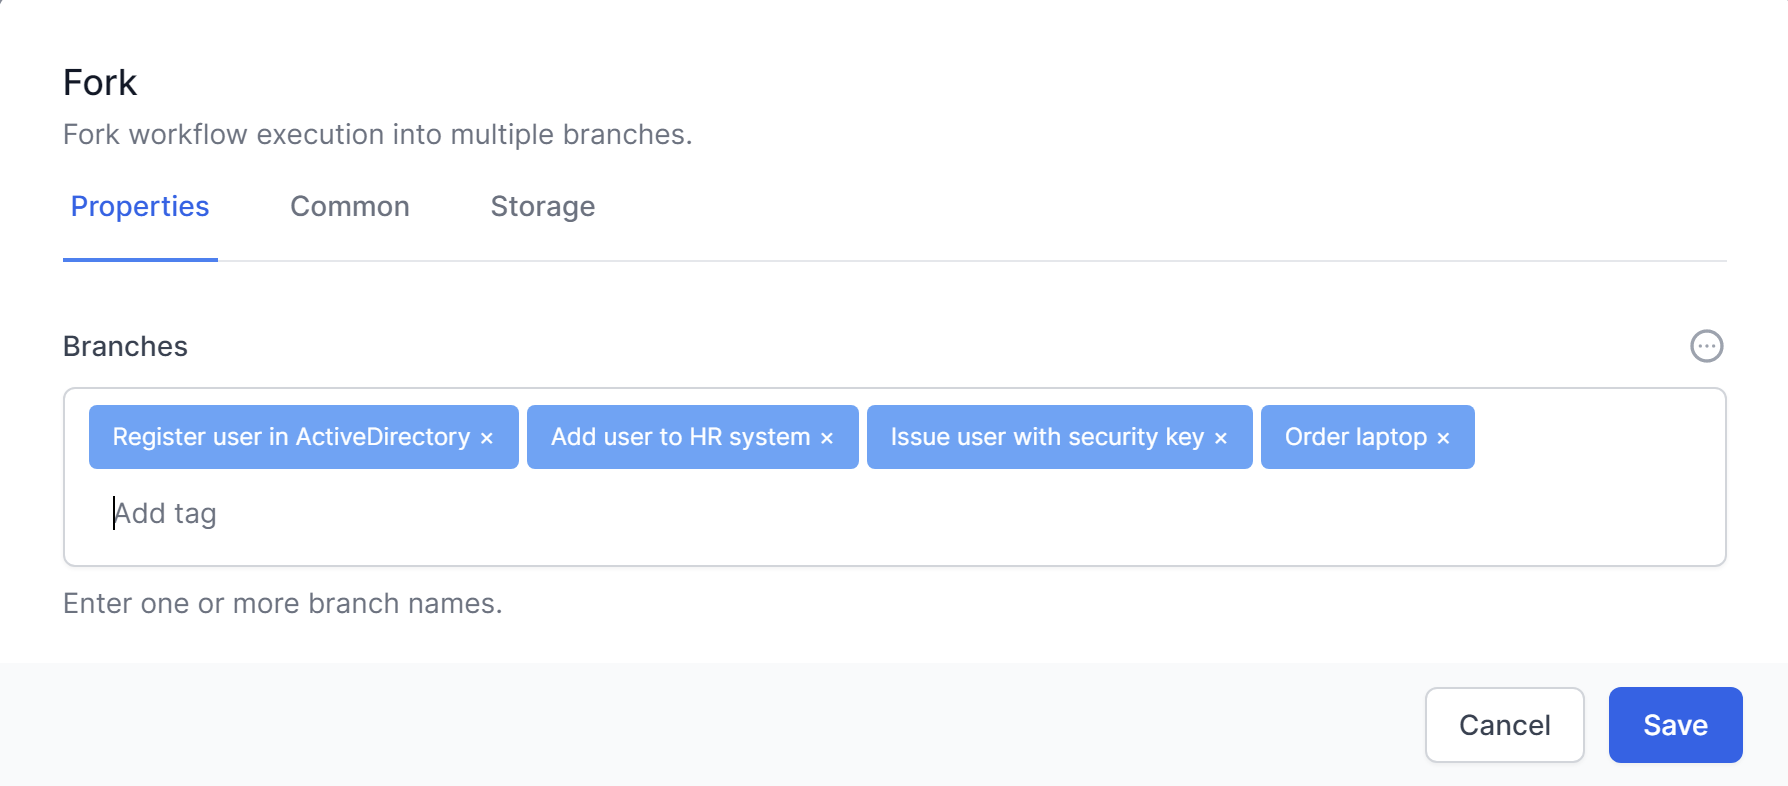 Fork
Fork workflow execution into multiple branches.
Properties Common Storage
Branches
Register user in ActiveDirectory × Add user to HR system × Issue user with security key × Order laptop ×
Add tag
Enter one or more branch names.
Cancel Save